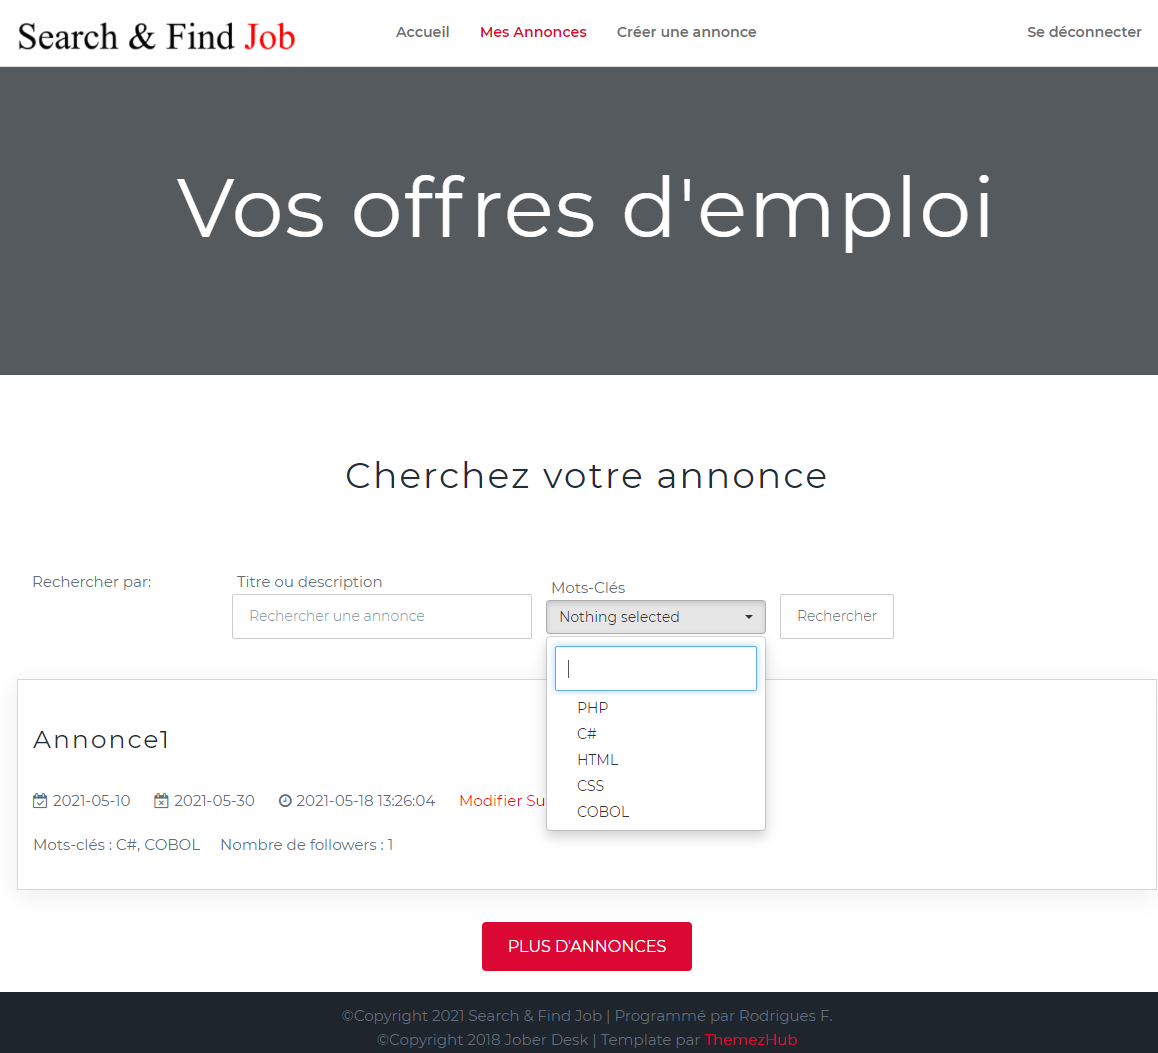 Search & Find Job
Accueil Mes Annonces Créer une annonce Se déconnecter
Vos offres d'emploi
Cherchez votre annonce
Rechercher par:
Titre ou description
Rechercher une annonce
Mots-Clés
Nothing selected
Rechercher
PHP
C#
HTML
CSS
COBOL
Annonce1
2021-05-10 2021-05-30 2021-05-18 13:26:04 Modifier Su
Mots-clés : C#, COBOL Nombre de followers : 1
PLUS D'ANNONCES
©Copyright 2021 Search & Find Job | Programmé par Rodrigues F.
©Copyright 2018 Jober Desk | Template par ThemezHub